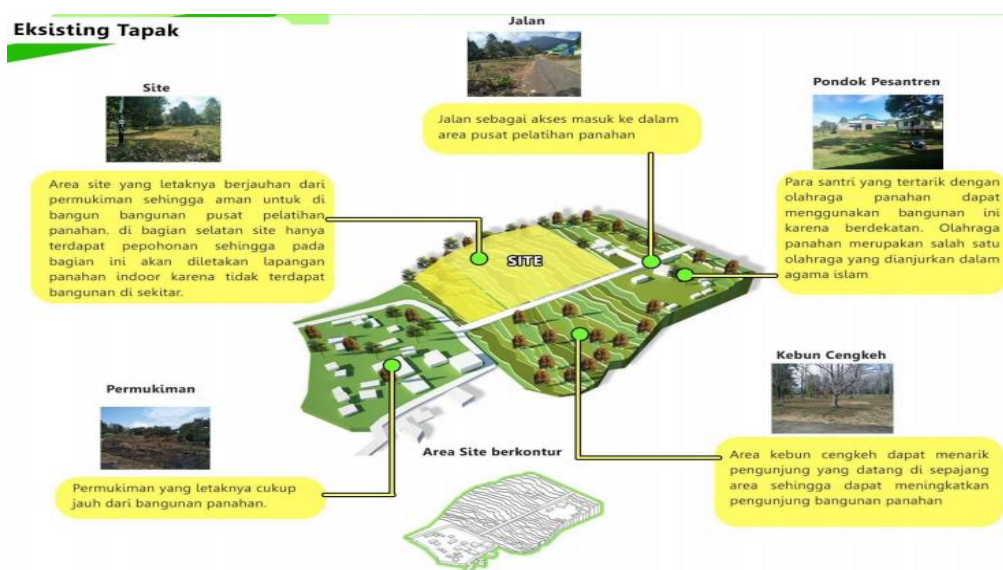 Eksisting Tapak
Jalan
Jalan sebagai akses masuk ke dalam
area pusat pelatihan panahan
Site
Area site yang letaknya berjauhan dari
permukiman sehingga aman untuk di
bangun bangunan pusat pelatihan
panahan. di bagian selatan site hanya
terdapat pepohonan sehingga pada
bagian ini akan diletakan lapangan
panahan indoor karena tidak terdapat
bangunan di sekitar.
Pondok Pesantren
Para santri yang tertarik dengan
olahraga panahan dapat
menggunakan bangunan ini
karena berdekatan. Olahraga
panahan merupakan salah satu
olahraga yang dianjurkan dalam
agama islam
SITE
Permukiman
Permukiman yang letaknya cukup
jauh dari bangunan panahan.
Area Site berkontur
Kebun Cengkeh
Area kebun cengkeh dapat menarik
pengunjung yang datang di sepajang
area sehingga dapat meningkatkan
pengunjung bangunan panahan